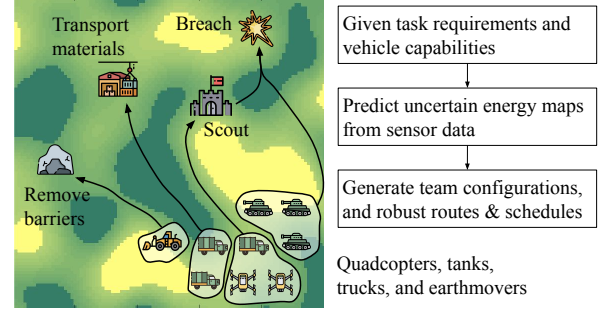 Transport
materials
Breach
Scout
Remove
barriers
Given task requirements and
vehicle capabilities
Predict uncertain energy maps
from sensor data
Generate team configurations,
and robust routes & schedules
Quadcopters, tanks,
trucks, and earthmovers